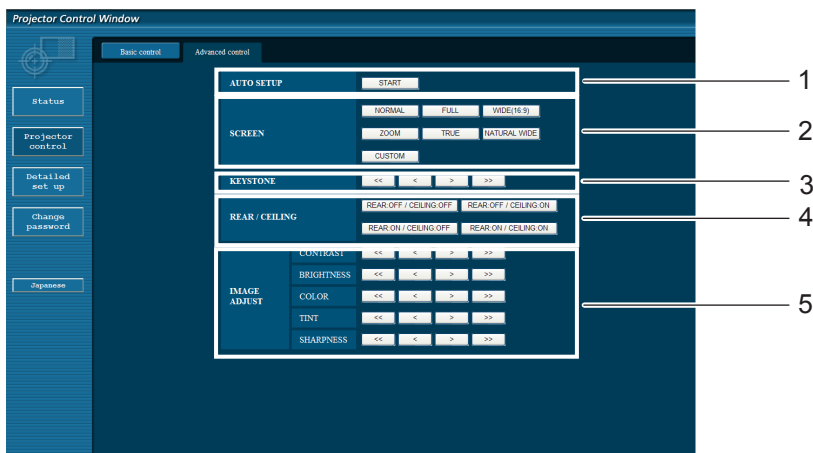 Projector Control Window
Basic control Advanced control
AUTO SETUP START 1
Status
NORMAL FULL WIDE(16:9)
SCREEN ZOOM TRUE NATURAL WIDE 2
CUSTOM
Projector
control
KEYSTONE << < > >> 3
Detailed
set up
REAR:OFF / CEILING:OFF REAR:OFF / CEILING:ON
REAR / CEILING 4
REAR:ON / CEILING:OFF REAR:ON / CEILING:ON
Change
password
CONTRAST << < > >>
BRIGHTNESS << < > >>
IMAGE
ADJUST
COLOR << < > >>
5
TINT << < > >>
SHARPNESS << < > >>
Japanese